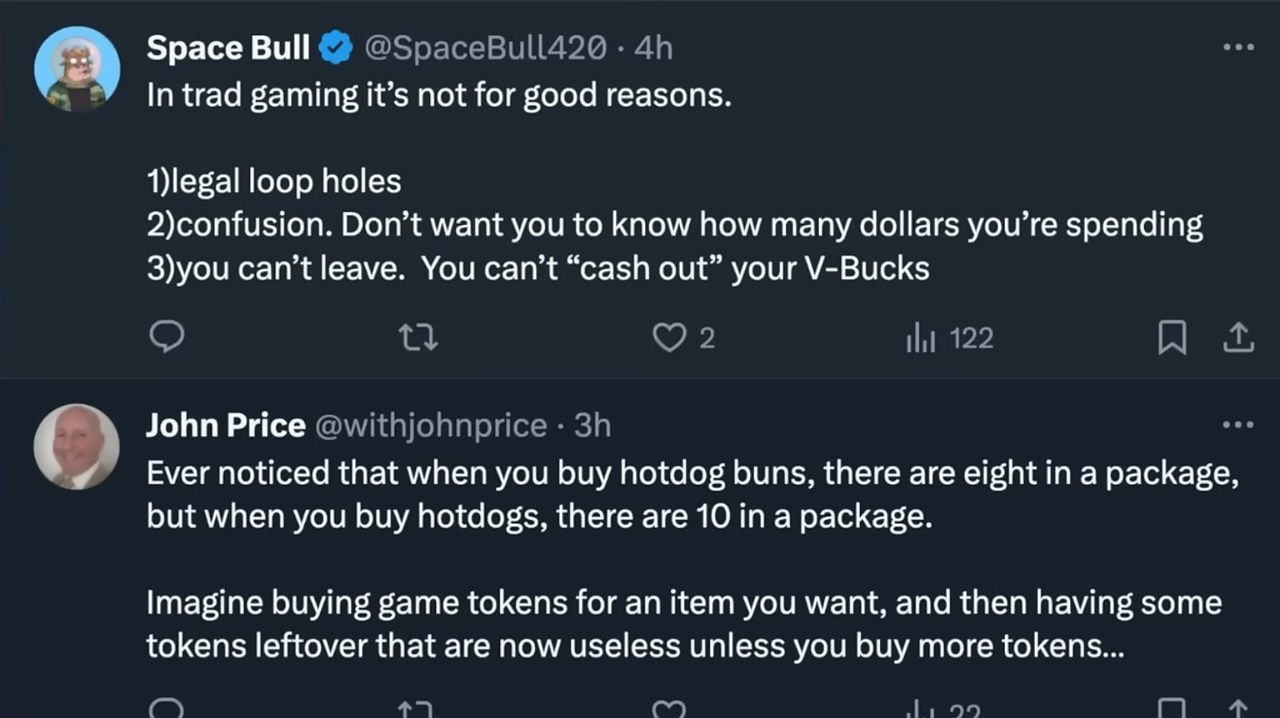 Space Bull @SpaceBull420 · 4h
In trad gaming it’s not for good reasons.
1)legal loop holes
2)confusion. Don’t want you to know how many dollars you’re spending
3)you can’t leave.  You can’t “cash out” your V-Bucks
2 122
John Price @withjohnprice · 3h
Ever noticed that when you buy hotdog buns, there are eight in a package,
but when you buy hotdogs, there are 10 in a package.
Imagine buying game tokens for an item you want, and then having some
tokens leftover that are now useless unless you buy more tokens...
22